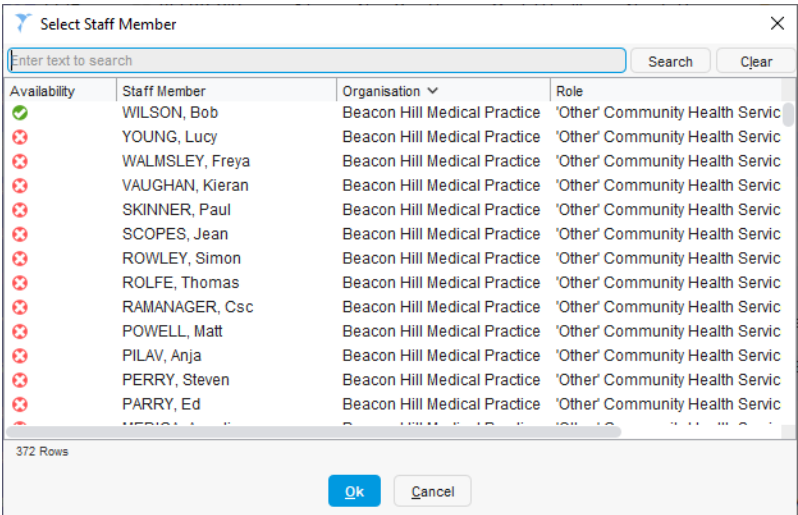 Select Staff Member
Enter text to search Search Clear
Availability Staff Member Organisation Role
WILSON, Bob Beacon Hill Medical Practice 'Other' Community Health Servic
YOUNG, Lucy Beacon Hill Medical Practice 'Other' Community Health Servic
WALMSLEY, Freya Beacon Hill Medical Practice 'Other' Community Health Servic
VAUGHAN, Kieran Beacon Hill Medical Practice 'Other' Community Health Servic
SKINNER, Paul Beacon Hill Medical Practice 'Other' Community Health Servic
SCOPES, Jean Beacon Hill Medical Practice 'Other' Community Health Servic
ROWLEY, Simon Beacon Hill Medical Practice 'Other' Community Health Servic
ROLFE, Thomas Beacon Hill Medical Practice 'Other' Community Health Servic
RAMANAGER, Csc Beacon Hill Medical Practice 'Other' Community Health Servic
POWELL, Matt Beacon Hill Medical Practice 'Other' Community Health Servic
PILAV, Anja Beacon Hill Medical Practice 'Other' Community Health Servic
PERRY, Steven Beacon Hill Medical Practice 'Other' Community Health Servic
PARRY, Ed Beacon Hill Medical Practice 'Other' Community Health Servic
372 Rows
Ok Cancel